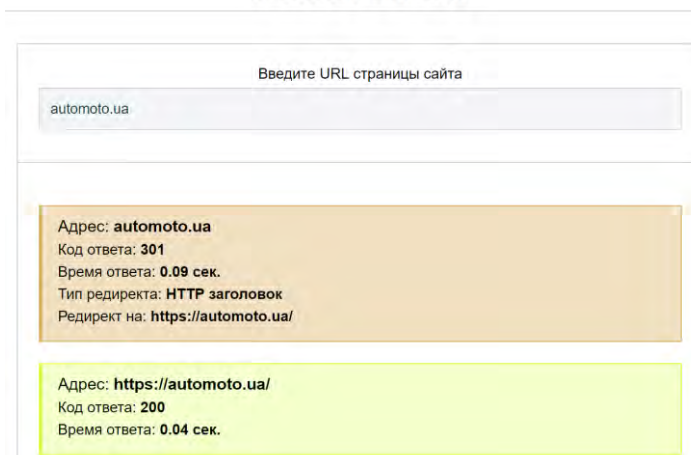 Введите URL страницы сайта
automoto.ua
Адрес: automoto.ua
Код ответа: 301
Время ответа: 0.09 сек.
Тип редиректа: HTTP заголовок
Редирект на: https://automoto.ua/
Адрес: https://automoto.ua/
Код ответа: 200
Время ответа: 0.04 сек.